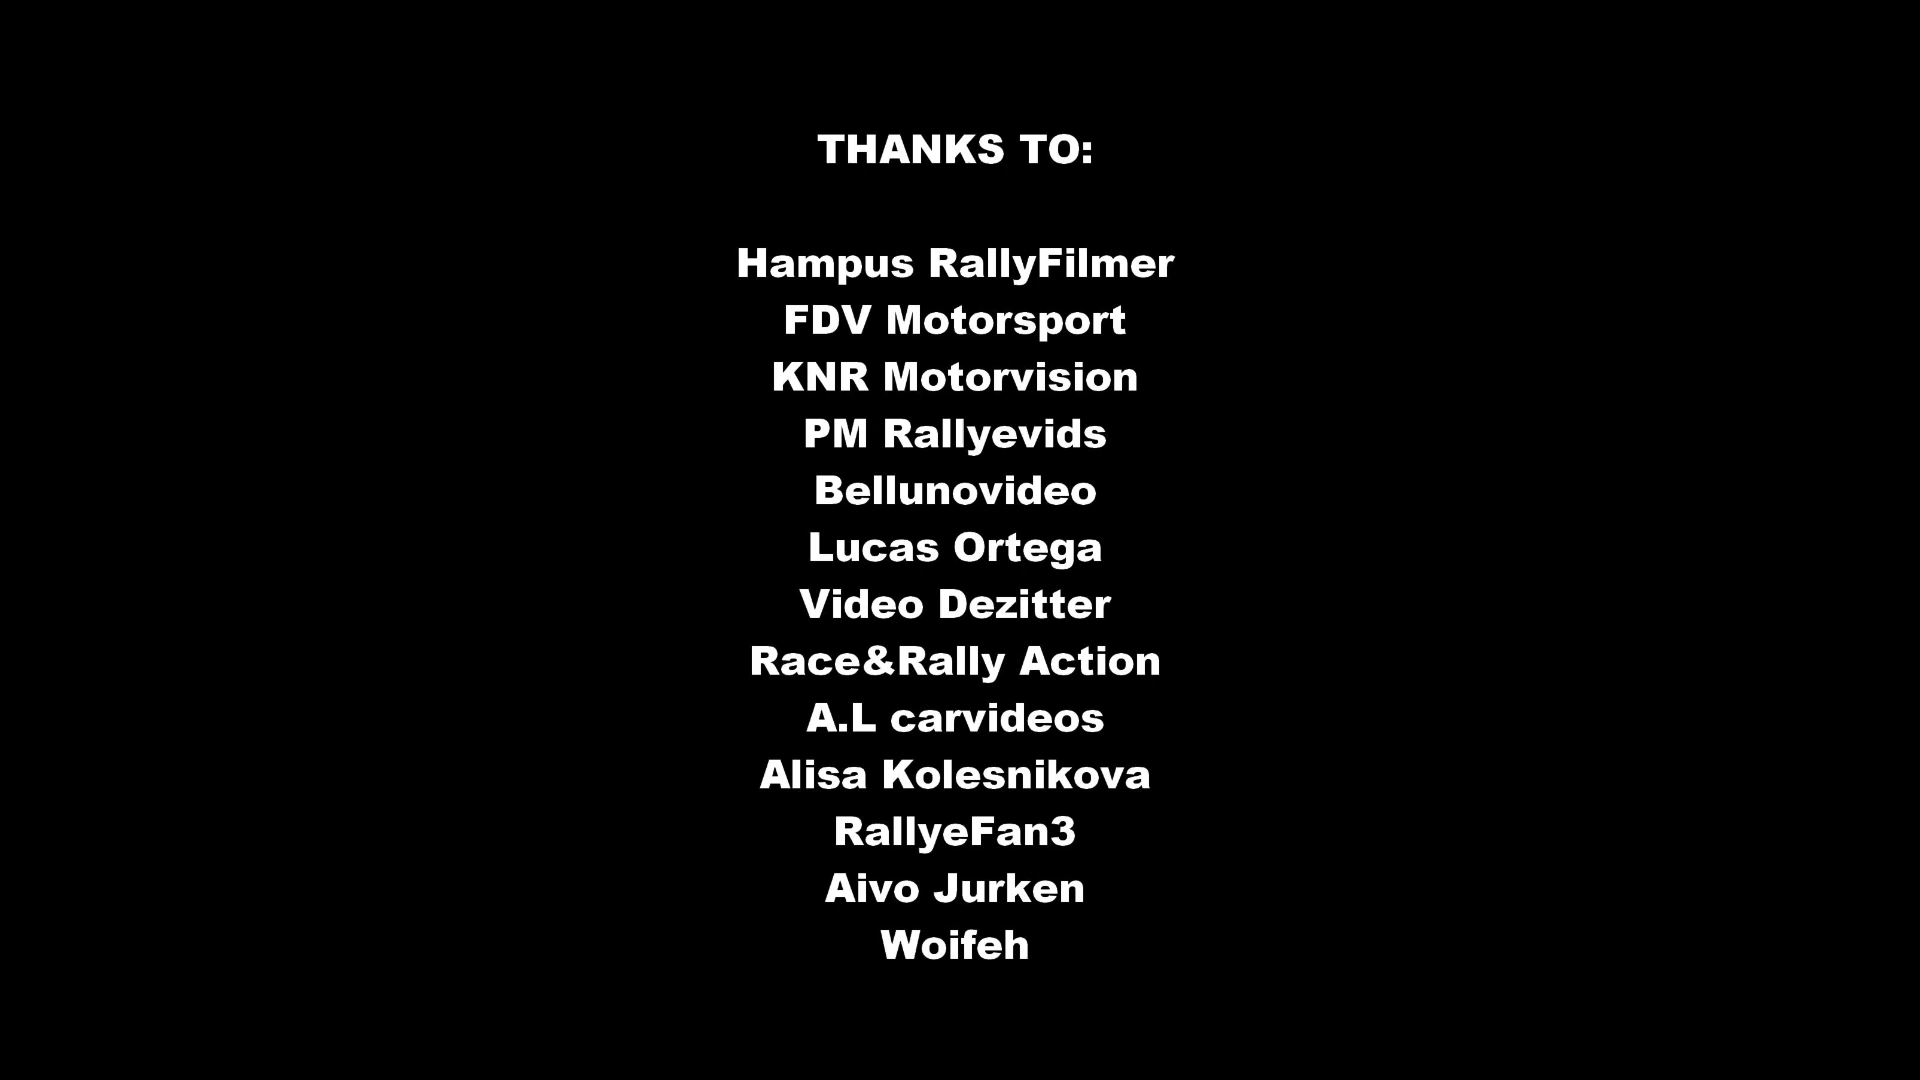 THANKS TO:
Hampus RallyFilmer
FDV Motorsport
KNR Motorvision
PM Rallyevids
Bellunovideo
Lucas Ortega
Video Dezitter
Race&Rally Action
A.L carvideos
Alisa Kolesnikova
RallyeFan3
Aivo Jurken
Woifeh